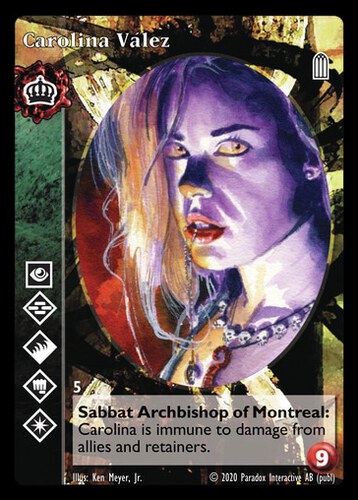 Carolina Vález
5
Sabbat Archbishop of Montreal:
Carolina is immune to damage from
allies and retainers.
9
Illus: Ken Meyer, Jr.
© 2020 Paradox Interactive AB (publ)